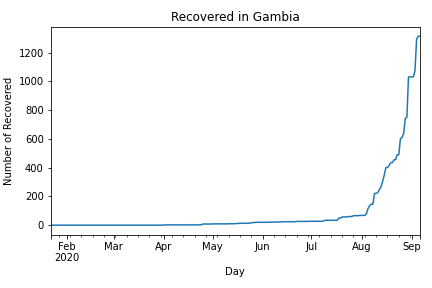 Recovered in Gambia
Number of Recovered
1200
1000
800
600
400
200
0
Feb Mar Apr May Jun Jul Aug Sep
2020
Day